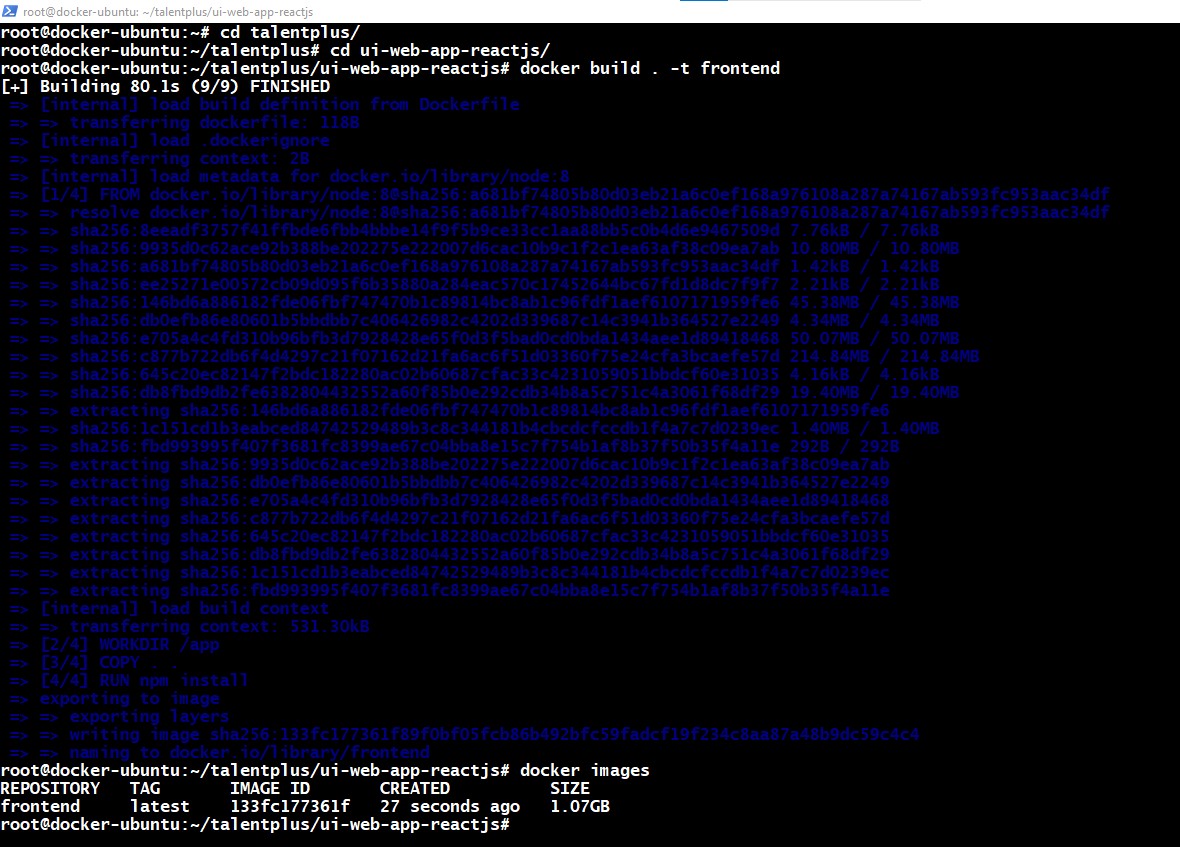 root@docker-ubuntu: ~/talentplus/ui-web-app-reactjs
root@docker-ubuntu:~# cd talentplus/
root@docker-ubuntu:~/talentplus# cd ui-web-app-reactjs/
root@docker-ubuntu:~/talentplus/ui-web-app-reactjs# docker build . -t frontend
[+] Building 80.1s (9/9) FINISHED
=> [internal] load build definition from Dockerfile
=> => transferring dockerfile: 118B
=> [internal] load .dockerignore
=> => transferring context: 2B
=> [internal] load metadata for docker.io/library/node:8
=> [1/4] FROM docker.io/library/node:8@sha256:a681bf74805b80d03eb21a6c0ef168a976108a287a74167ab593fc953aac34df
=> => resolve docker.io/library/node:8@sha256:a681bf74805b80d03eb21a6c0ef168a976108a287a74167ab593fc953aac34df
=> => sha256:8eeadf3757f41ffbde6fbb4bbbe14f9f5b9ce33cc1aa88bb5c0b4d6e9467509d 7.76kB / 7.76kB
=> => sha256:9935d0c62ace92b388be202275e222007d6cac10b9c1f2c1ea63af38c09ea7ab 10.80MB / 10.80MB
=> => sha256:a681bf74805b80d03eb21a6c0ef168a976108a287a74167ab593fc953aac34df 1.42kB / 1.42kB
=> => sha256:ee25271e00572cb09d095f6b35880a284eac570c17452644bc67fd1d8dc7f9f7 2.21kB / 2.21kB
=> => sha256:146bd6a886182fde06fbf747470b1c89814bc8ab1c96fdf1aef6107171959fe6 45.38MB / 45.38MB
=> => sha256:db0efb86e80601b5bbdbb7c406426982c4202d339687c14c3941b364527e2249 4.34MB / 4.34MB
=> => sha256:e705a4c4fd310b96bfb3d7928428e65f0d3f5bad0cd0bda1434aee1d89418468 50.07MB / 50.07MB
=> => sha256:c877b722db6f4d4297c21f07162d21fa6ac6f51d03360f75e24cfa3bcaefe57d 214.84MB / 214.84MB
=> => sha256:645c20ec82147f2bdc182280ac02b60687cfac33c4231059051bbdcf60e31035 4.16kB / 4.16kB
=> => sha256:db8fbd9db2fe6382804432552a60f85b0e292cdb34b8a5c751c4a3061f68df29 19.40MB / 19.40MB
=> => extracting sha256:146bd6a886182fde06fbf747470b1c89814bc8ab1c96fdf1aef6107171959fe6
=> => sha256:1c151cd1b3eabced84742529489b3c8c344181b4cbcdcfccdb1f4a7c7d0239ec 1.40MB / 1.40MB
=> => sha256:fbd993995f407f3681fc8399ae67c04bba8e15c7f754b1af8b37f50b35f4a11e 292B / 292B
=> => extracting sha256:9935d0c62ace92b388be202275e222007d6cac10b9c1f2c1ea63af38c09ea7ab
=> => extracting sha256:db0efb86e80601b5bbdbb7c406426982c4202d339687c14c3941b364527e2249
=> => extracting sha256:e705a4c4fd310b96bfb3d7928428e65f0d3f5bad0cd0bda1434aee1d89418468
=> => extracting sha256:c877b722db6f4d4297c21f07162d21fa6ac6f51d03360f75e24cfa3bcaefe57d
=> => extracting sha256:645c20ec82147f2bdc182280ac02b60687cfac33c4231059051bbdcf60e31035
=> => extracting sha256:db8fbd9db2fe6382804432552a60f85b0e292cdb34b8a5c751c4a3061f68df29
=> => extracting sha256:1c151cd1b3eabced84742529489b3c8c344181b4cbcdcfccdb1f4a7c7d0239ec
=> => extracting sha256:fbd993995f407f3681fc8399ae67c04bba8e15c7f754b1af8b37f50b35f4a11e
=> [internal] load build context
=> => transferring context: 531.30kB
=> [2/4] WORKDIR /app
=> [3/4] COPY . .
=> [4/4] RUN npm install
=> exporting to image
=> => exporting layers
=> => writing image sha256:133fc177361f89f0bf05fcb86b492bfc59fadcf19f234c8aa87a48b9dc59c4c4
=> => naming to docker.io/library/frontend
root@docker-ubuntu:~/talentplus/ui-web-app-reactjs# docker images
REPOSITORY TAG IMAGE ID CREATED SIZE
frontend latest 133fc177361f 27 seconds ago 1.07GB
root@docker-ubuntu:~/talentplus/ui-web-app-reactjs#